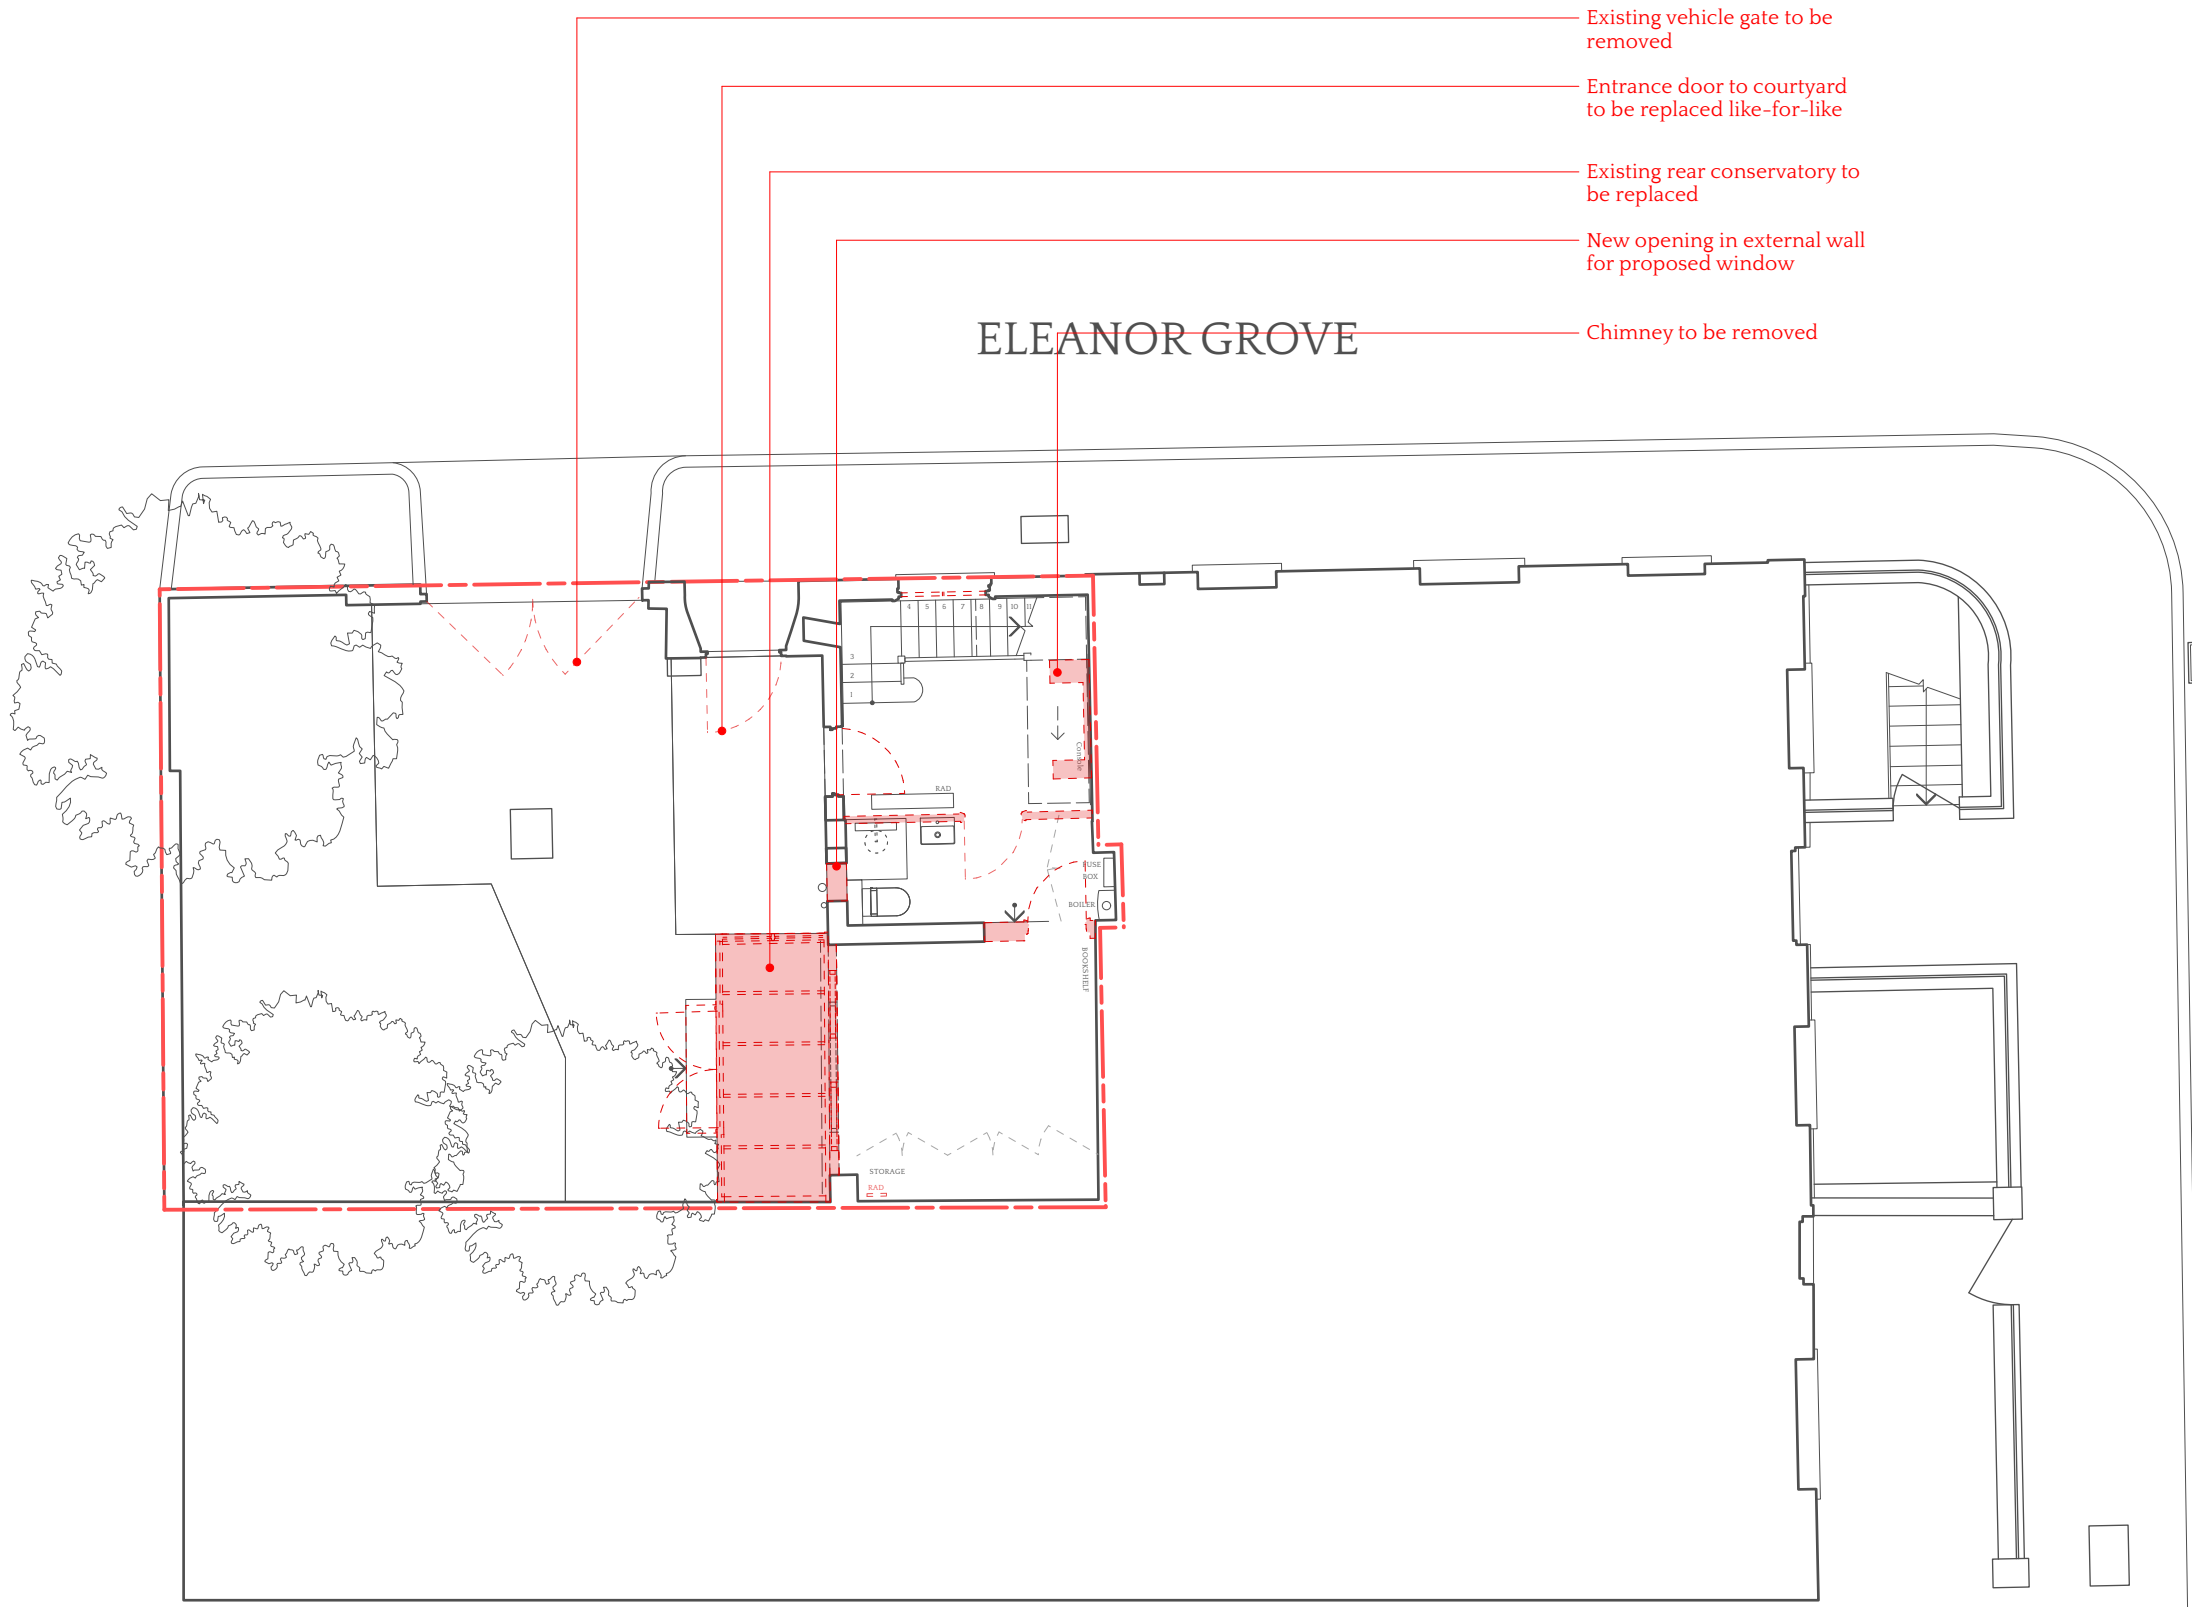 Existing vehicle gate to be
removed
Entrance door to courtyard
to be replaced like-for-like
Existing rear conservatory to
be replaced
New opening in external wall
for proposed window
Chimney to be removed
ELEANOR GROVE
4 5 6 7 8 9 10 11
3
2
1
Console
RAD
FUSE
BOX
BOILER
BOOKSHELF
STORAGE
RAD